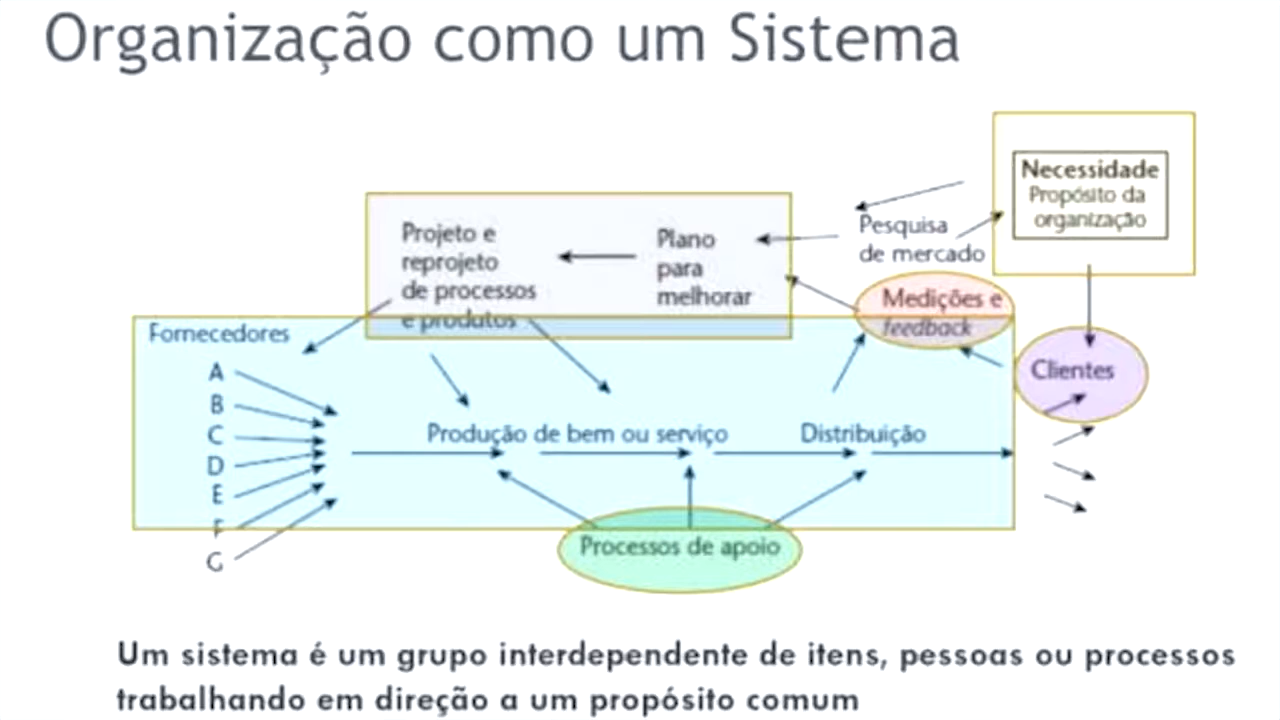 Organização como um Sistema
Necessidade
Propósito da
organização
Pesquisa
de mercado
Projeto e
reprojeto
de processos
e produtos
Plano
para
melhorar
Medições e
feedback
Fornecedores
A
B
C
D
E
F
G
Clientes
Produção de bem ou serviço
Distribuição
Processos de apoio
Um sistema é um grupo interdependente de itens, pessoas ou processos
trabalhando em direção a um propósito comum